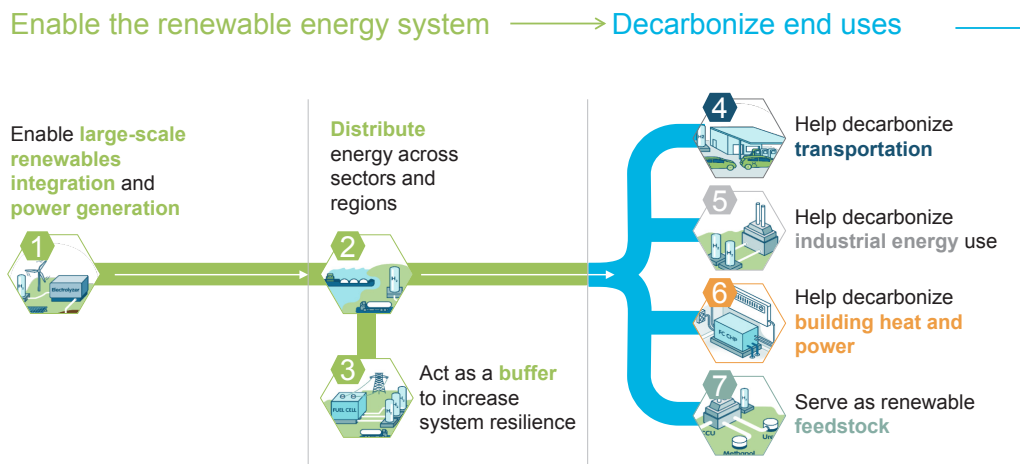 Enable the renewable energy system
Decarbonize end uses
Enable large-scale
renewables
integration and
power generation
1
Electrolyzer
H₂
Distribute
energy across
sectors and
regions
2
H₂
3
FUEL CELL
Act as a buffer
to increase
system resilience
4
Help decarbonize
transportation
5
Help decarbonize
industrial energy use
6
FC CHP
Help decarbonize
building heat and
power
7
CCU
Methanol
Serve as renewable
feedstock